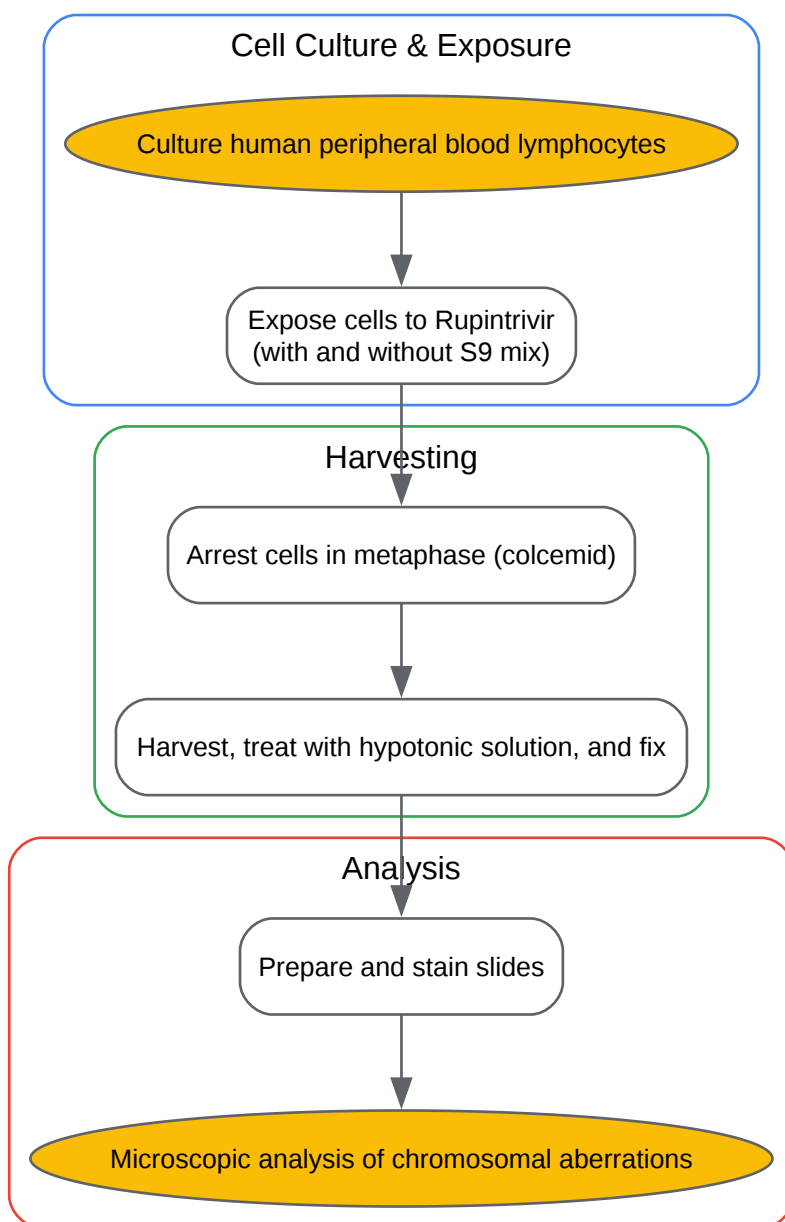 Cell Culture & Exposure
Culture human peripheral blood lymphocytes
Expose cells to Rupintrivir
(with and without S9 mix)
Harvesting
Arrest cells in metaphase (colcemid)
Harvest, treat with hypotonic solution, and fix
Analysis
Prepare and stain slides
Microscopic analysis of chromosomal aberrations